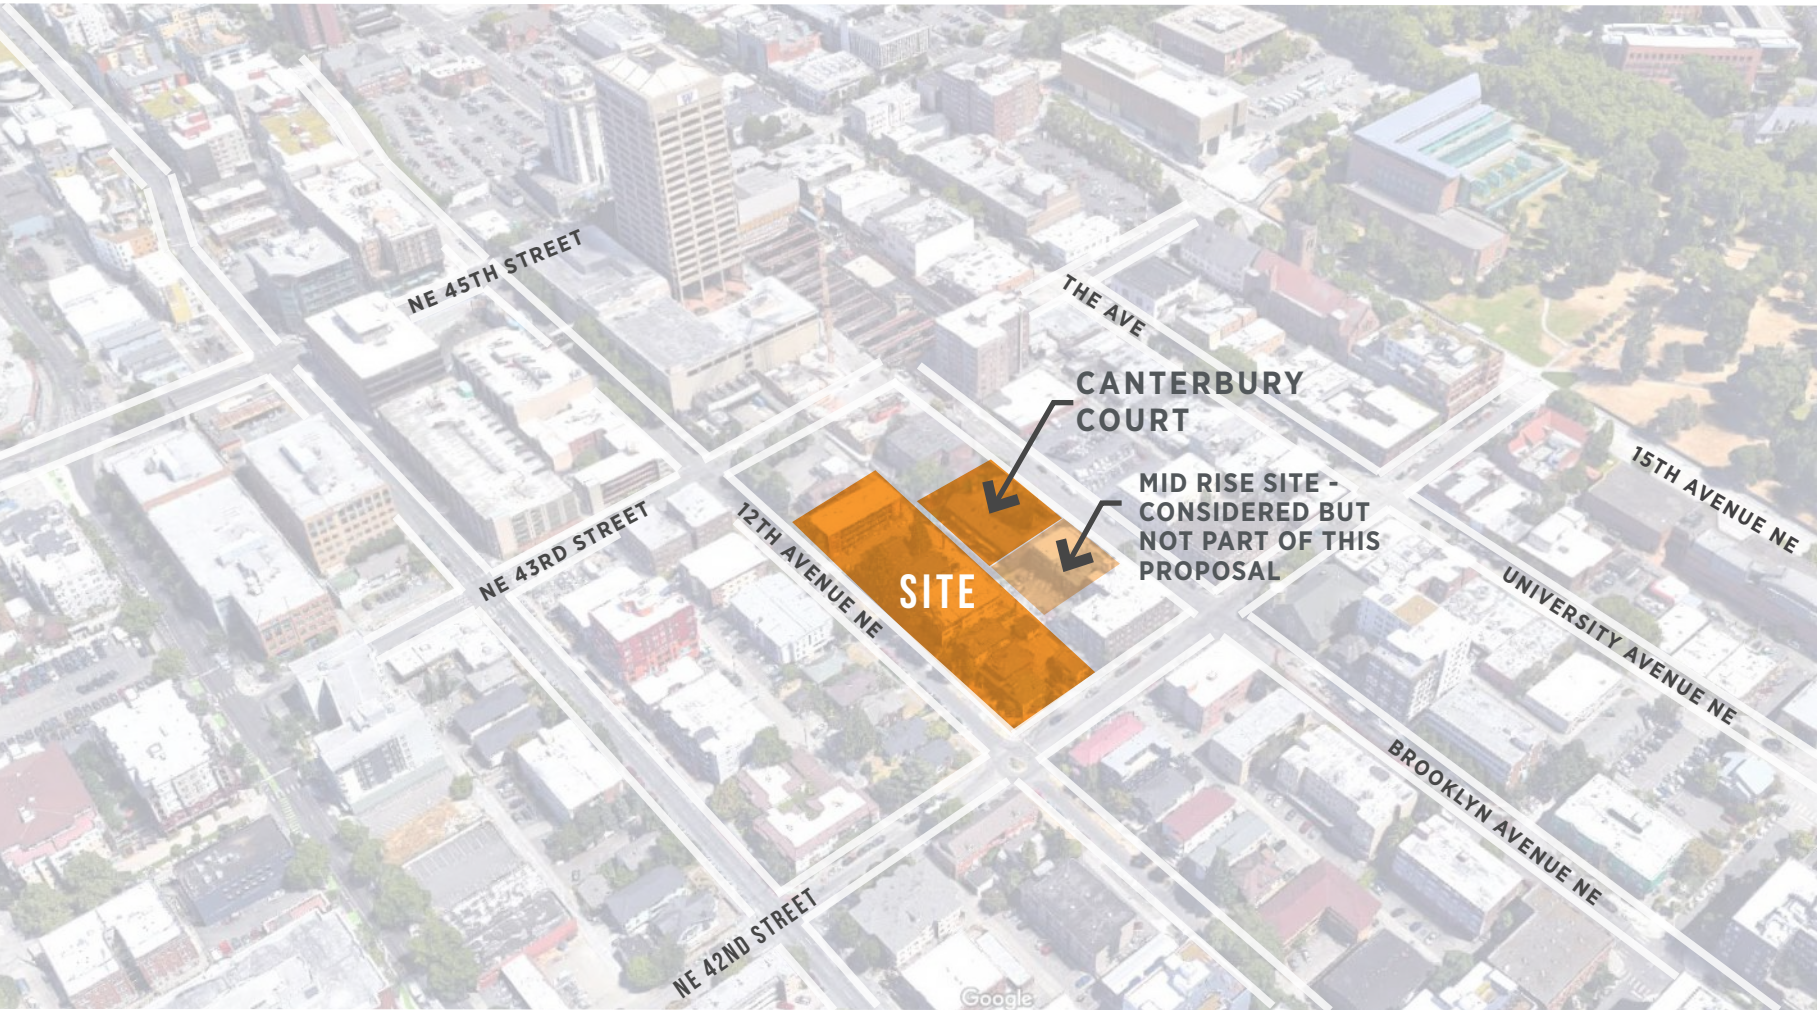 W
NE 45TH STREET
THE AVE
CANTERBURY
COURT
MID RISE SITE -
CONSIDERED BUT
NOT PART OF THIS
PROPOSAL
15TH AVENUE NE
NE 43RD STREET
12TH AVENUE NE
SITE
UNIVERSITY AVENUE NE
BROOKLYN AVENUE NE
NE 42ND STREET
Google